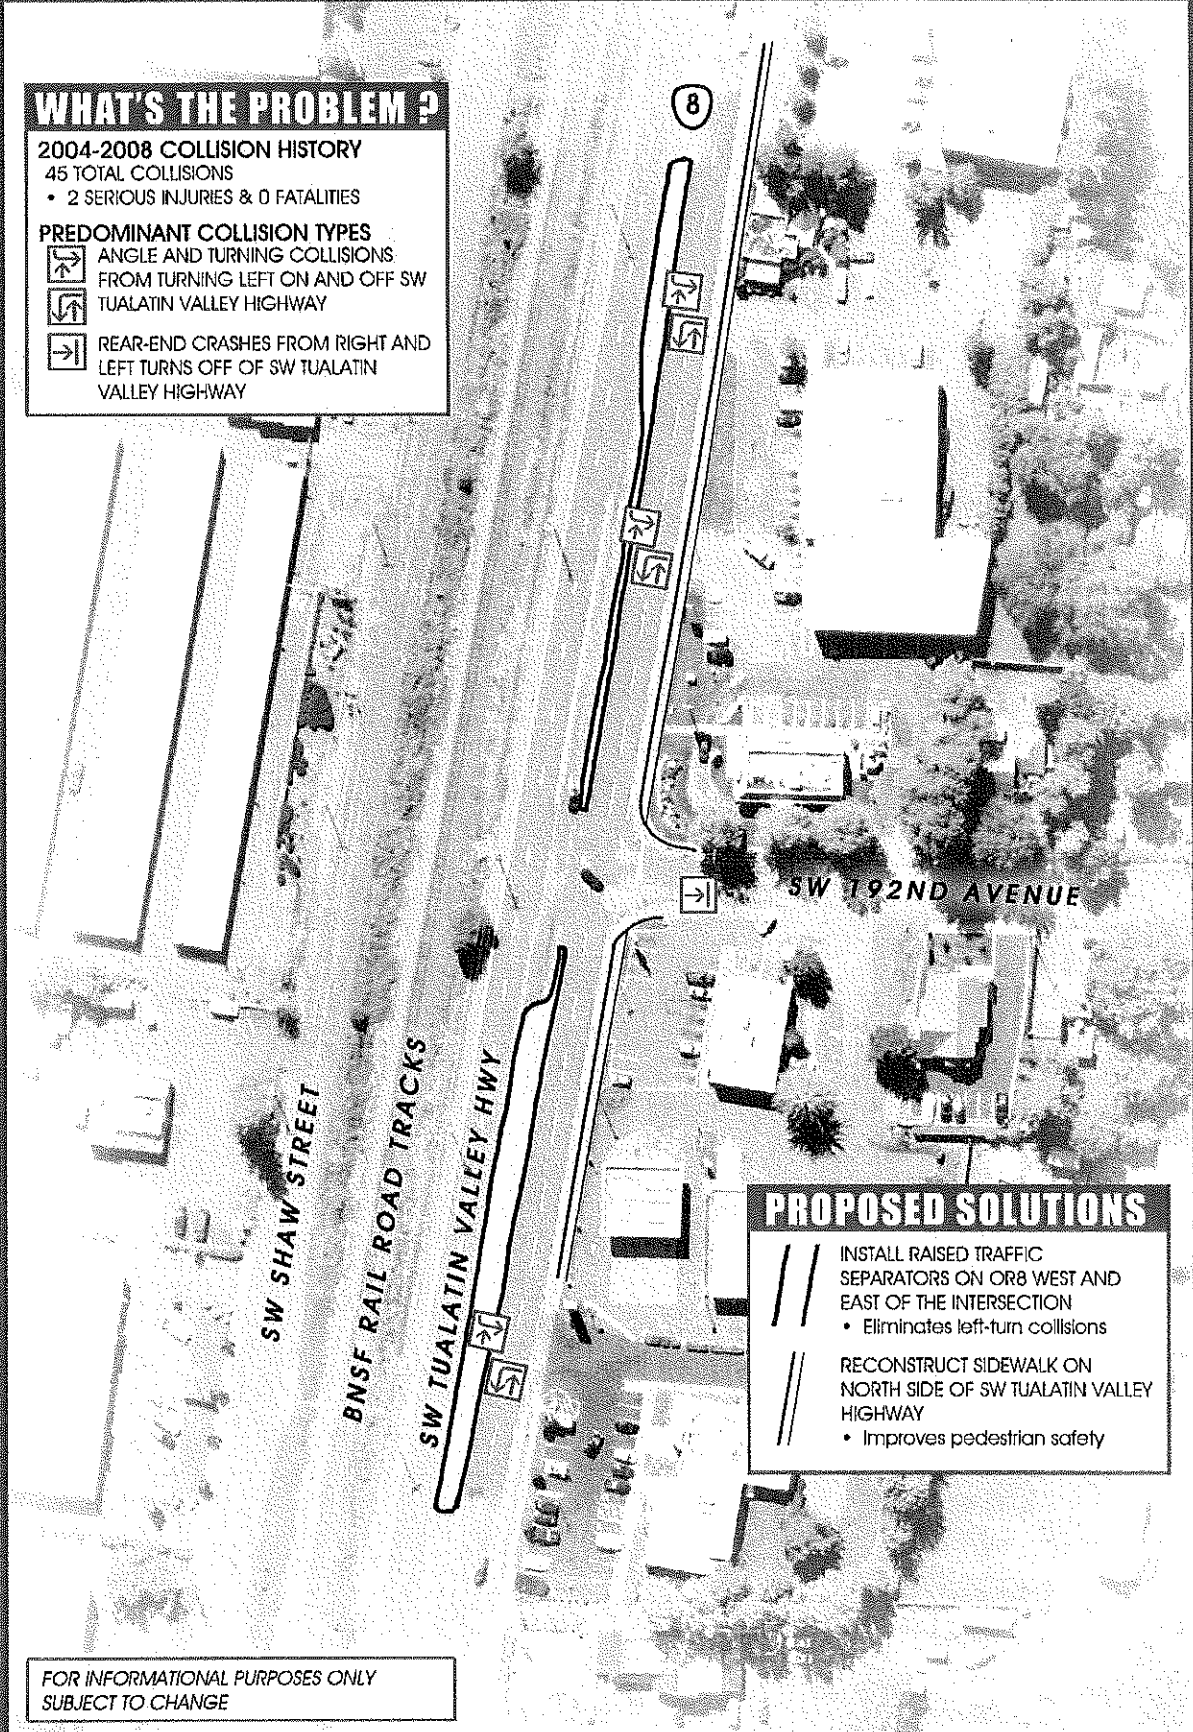 WHAT'S THE PROBLEM ?
2004-2008 COLLISION HISTORY
45 TOTAL COLLISIONS
• 2 SERIOUS INJURIES & 0 FATALITIES
PREDOMINANT COLLISION TYPES
ANGLE AND TURNING COLLISIONS
FROM TURNING LEFT ON AND OFF SW
TUALATIN VALLEY HIGHWAY
REAR-END CRASHES FROM RIGHT AND
LEFT TURNS OFF OF SW TUALATIN
VALLEY HIGHWAY
8
SW 192ND AVENUE
SW SHAW STREET
BNSF RAIL ROAD TRACKS
SW TUALATIN VALLEY HWY
PROPOSED SOLUTIONS
INSTALL RAISED TRAFFIC
SEPARATORS ON OR8 WEST AND
EAST OF THE INTERSECTION
• Eliminates left-turn collisions
RECONSTRUCT SIDEWALK ON
NORTH SIDE OF SW TUALATIN VALLEY
HIGHWAY
• Improves pedestrian safety
FOR INFORMATIONAL PURPOSES ONLY
SUBJECT TO CHANGE